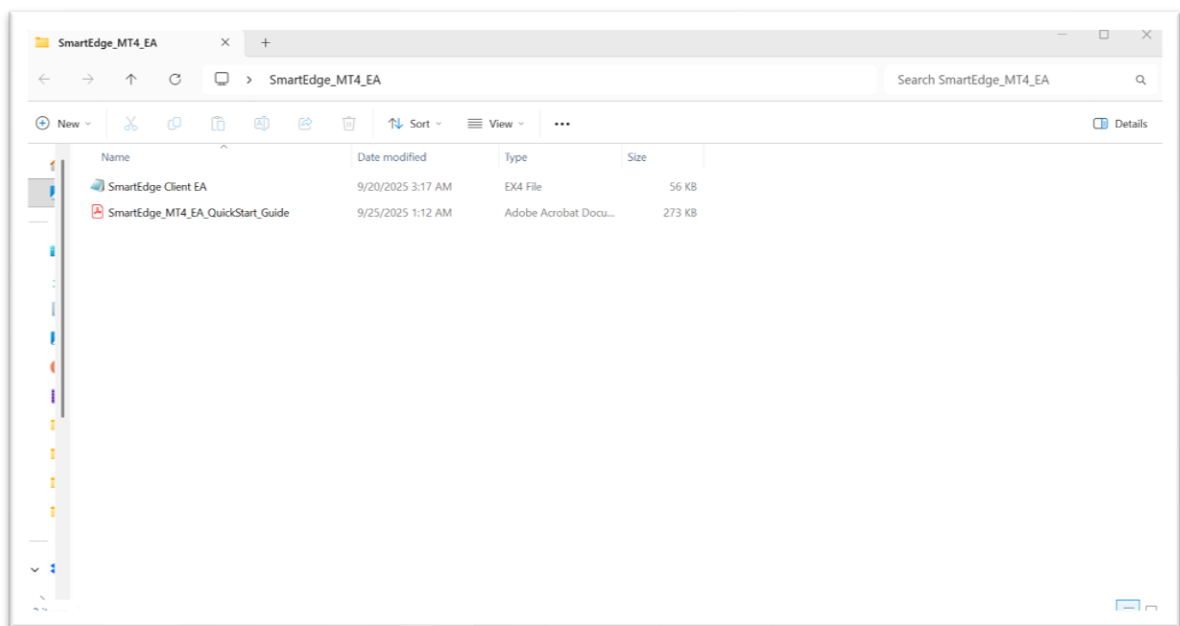 SmartEdge_MT4_EA
SmartEdge_MT4_EA Search SmartEdge_MT4_EA
New Sort View Details
Name Date modified Type Size
SmartEdge Client EA 9/20/2025 3:17 AM EX4 File 56 KB
SmartEdge_MT4_EA_QuickStart_Guide 9/25/2025 1:12 AM Adobe Acrobat Docu... 273 KB